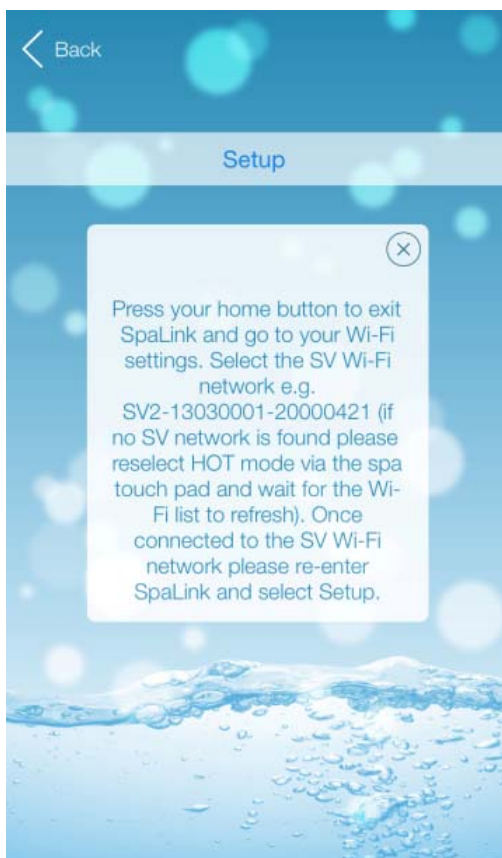 Back
Setup
Press your home button to exit
SpaLink and go to your Wi-Fi
settings. Select the SV Wi-Fi
network e.g.
SV2-13030001-20000421 (if
no SV network is found please
reselect HOT mode via the spa
touch pad and wait for the Wi-
Fi list to refresh). Once
connected to the SV Wi-Fi
network please re-enter
SpaLink and select Setup.